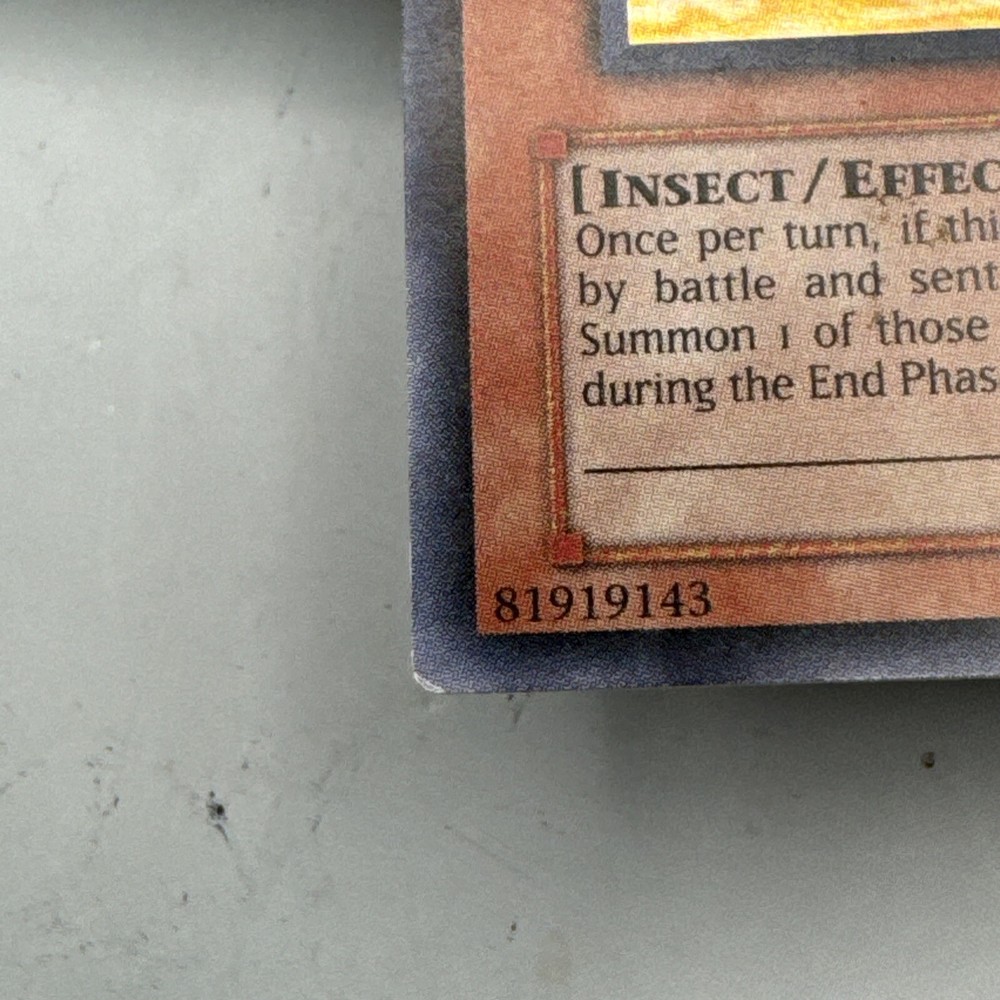 [INSECT/EFFEC
Once per turn, if thi
by battle and sent
Summon 1 of those
during the End Phas
81919143